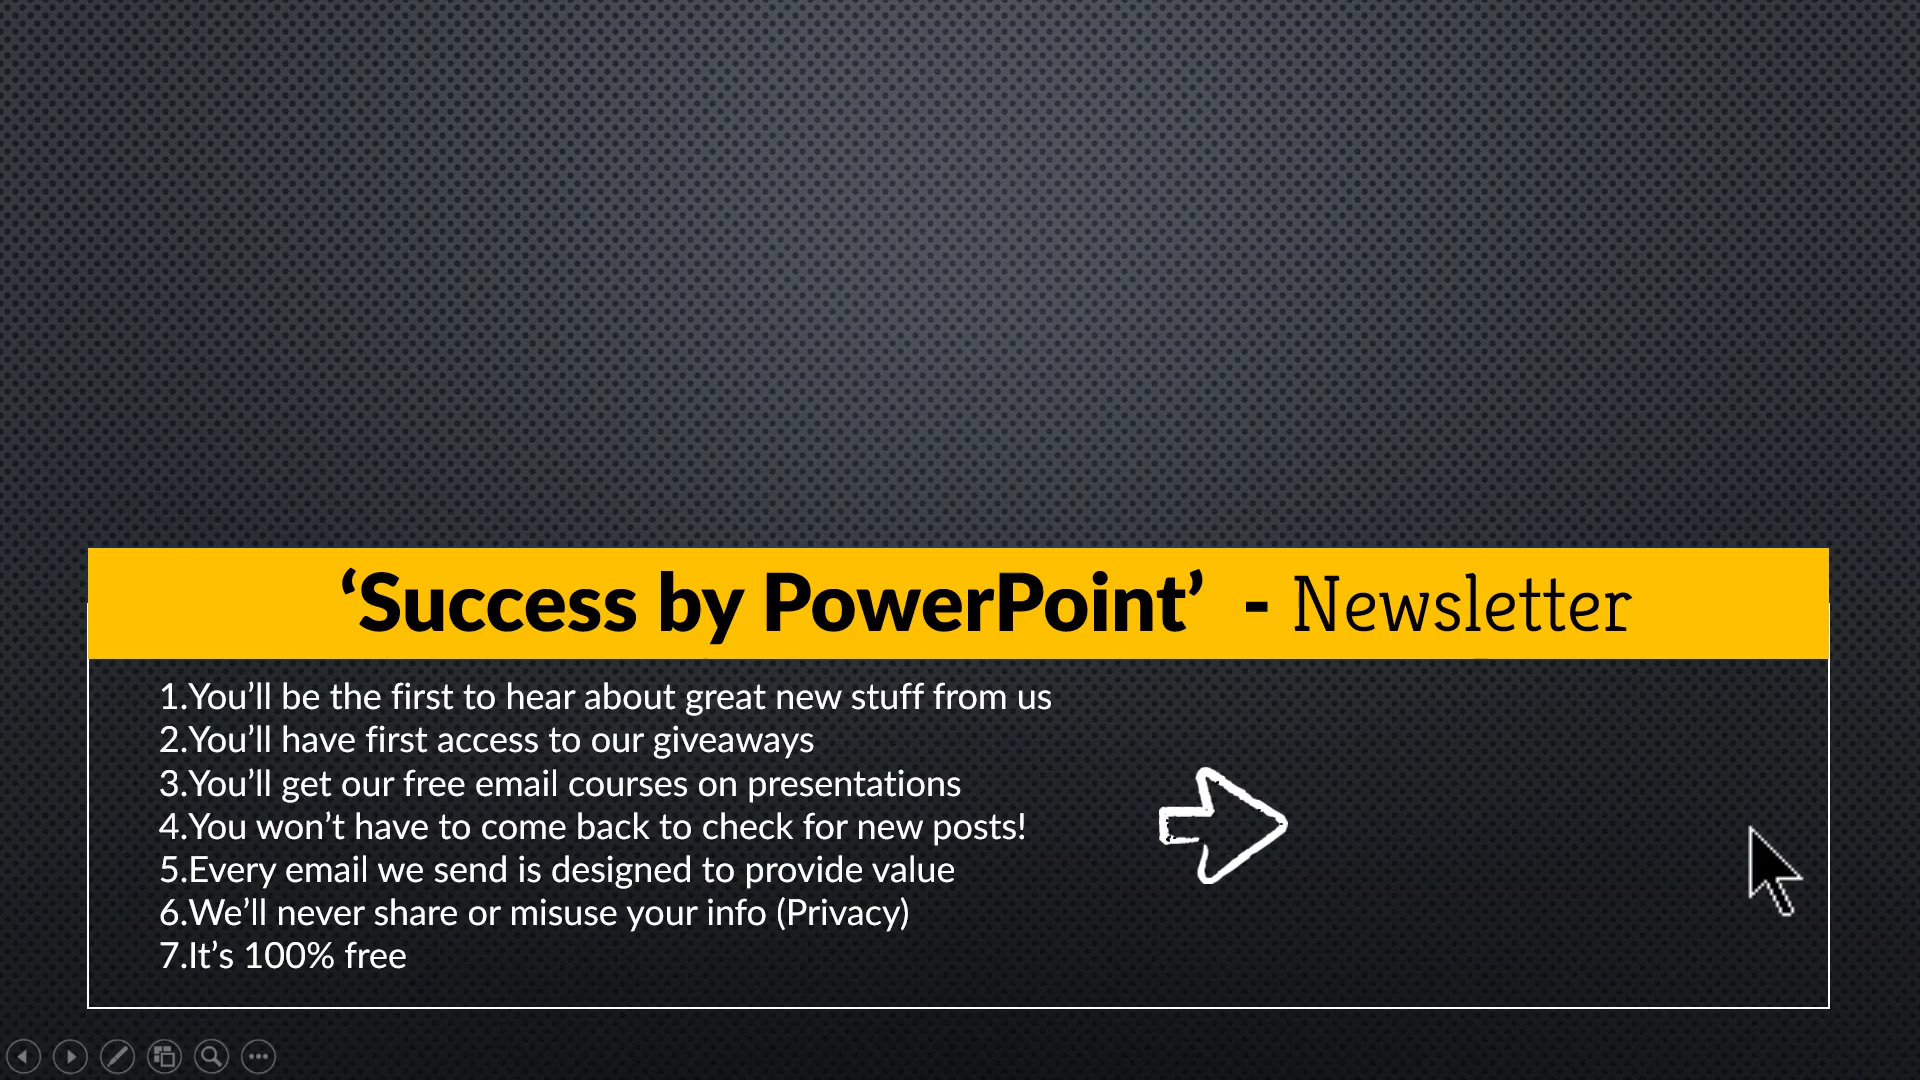 ‘Success by PowerPoint’ - Newsletter
1.You’ll be the first to hear about great new stuff from us
2.You’ll have first access to our giveaways
3.You’ll get our free email courses on presentations
4.You won’t have to come back to check for new posts!
5.Every email we send is designed to provide value
6.We’ll never share or misuse your info (Privacy)
7.It’s 100% free